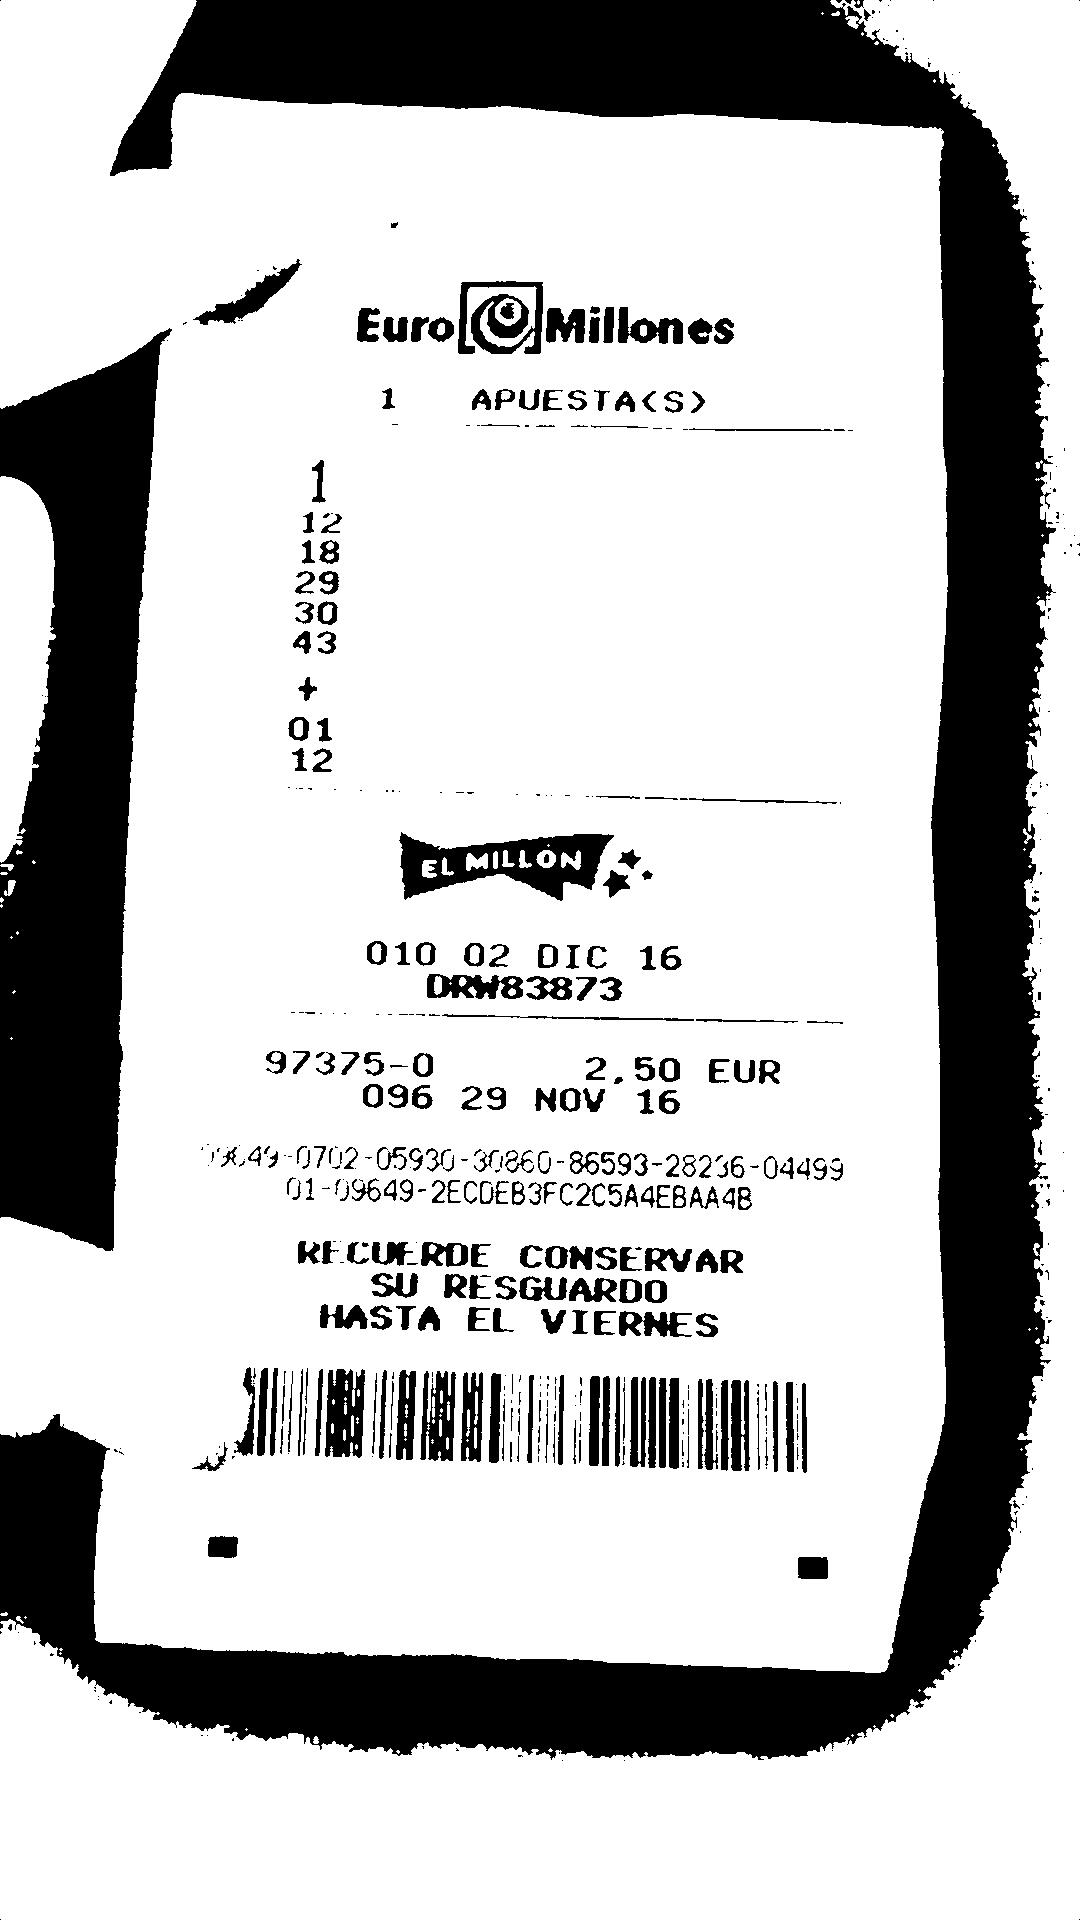 Euro Millones
1 APUESTA(S)
1
12
18
29
30
43
+
01
12
EL MILLÓN
010 02 DIC 16
DRW83873
97375-0 2,50 EUR
096 29 NOV 16
-0702-05930-30860-86593-28236-04499
01-09649-2ECDEB3FC2C5A4EBAA4B
RECUERDE CONSERVAR
SU RESGUARDO
HASTA EL VIERNES